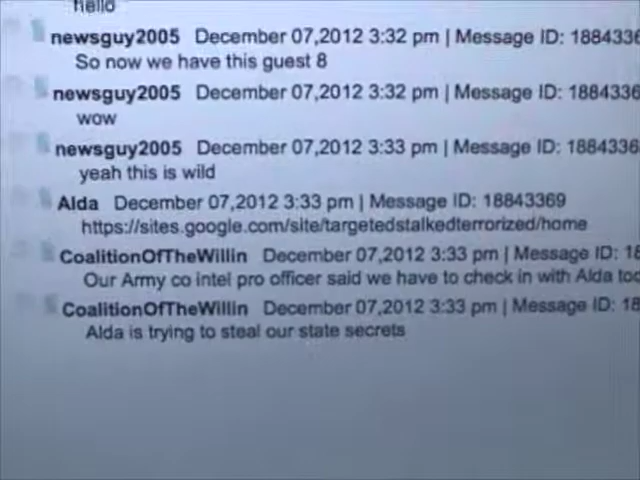 hello
newsguy2005 December 07,2012 3:32 pm | Message ID: 1884336
So now we have this guest 8
newsguy2005 December 07,2012 3:32 pm | Message ID: 1884336
wow
newsguy2005 December 07,2012 3:33 pm | Message ID: 1884336
yeah this is wild
Alda December 07,2012 3:33 pm | Message ID: 18843369
https://sites.google.com/site/targetedstalkedterrorized/home
CoalitionOfTheWillin December 07,2012 3:33 pm | Message ID: 18
Our Army co intel pro officer said we have to check in with Alda too
CoalitionOfTheWillin December 07,2012 3:33 pm | Message ID: 18
Alda is trying to steal our state secrets